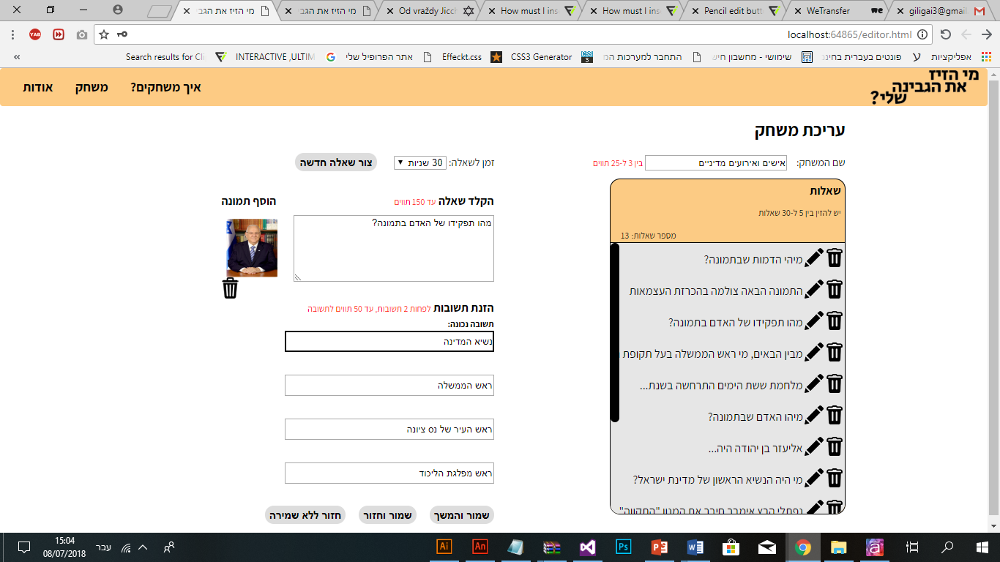 מי הזיז את הגבי
מי הזיז את הגבי
Od vraždy Jicch
How must I inse
How must I inse
Pencil edit butt
WeTransfer
giligai3@gmail.
localhost:64865/editor.html
אפליקציות
פונטים בעברית בחינ
שימושי - מחשבון חיש
התחבר למערכות המ
CSS3 Generator
Effeckt.css
אתר הפרופיל שלי
INTERACTIVE ,ULTIM
Search results for Cli
»
מי הזיז
את הגבינה
שלי?
איך משחקים?
משחק
אודות
עריכת משחק
שם המשחק: אישים ואירועים מדיניים בין 3 ל-25 תווים
שאלות
יש להזין בין 5 ל-30 שאלות
מספר שאלות: 13
מיהי הדמות שבתמונה?
התמונה הבאה צולמה בהכרזת העצמאות
מהו תפקידו של האדם בתמונה?
מבין הבאים, מי ראש הממשלה בעל תקופת
מלחמת ששת הימים התרחשה בשנת...
מיהו האדם שבתמונה?
אליעזר בן יהודה היה...
מי היה הנשיא הראשון של מדינת ישראל?
נפתלי הרץ אימבר חיבר את המנון "התקווה"
זמן לשאלה: 30 שניות
צור שאלה חדשה
הקלד שאלה עד 150 תווים
הוסף תמונה
מהו תפקידו של האדם בתמונה?
הזנת תשובות לפחות 2 תשובות, עד 50 תווים לתשובה
תשובה נכונה:
נשיא המדינה
ראש הממשלה
ראש העיר של נס ציונה
ראש מפלגת הליכוד
שמור והמשך
שמור וחזור
חזור ללא שמירה
עבר
15:04
08/07/2018